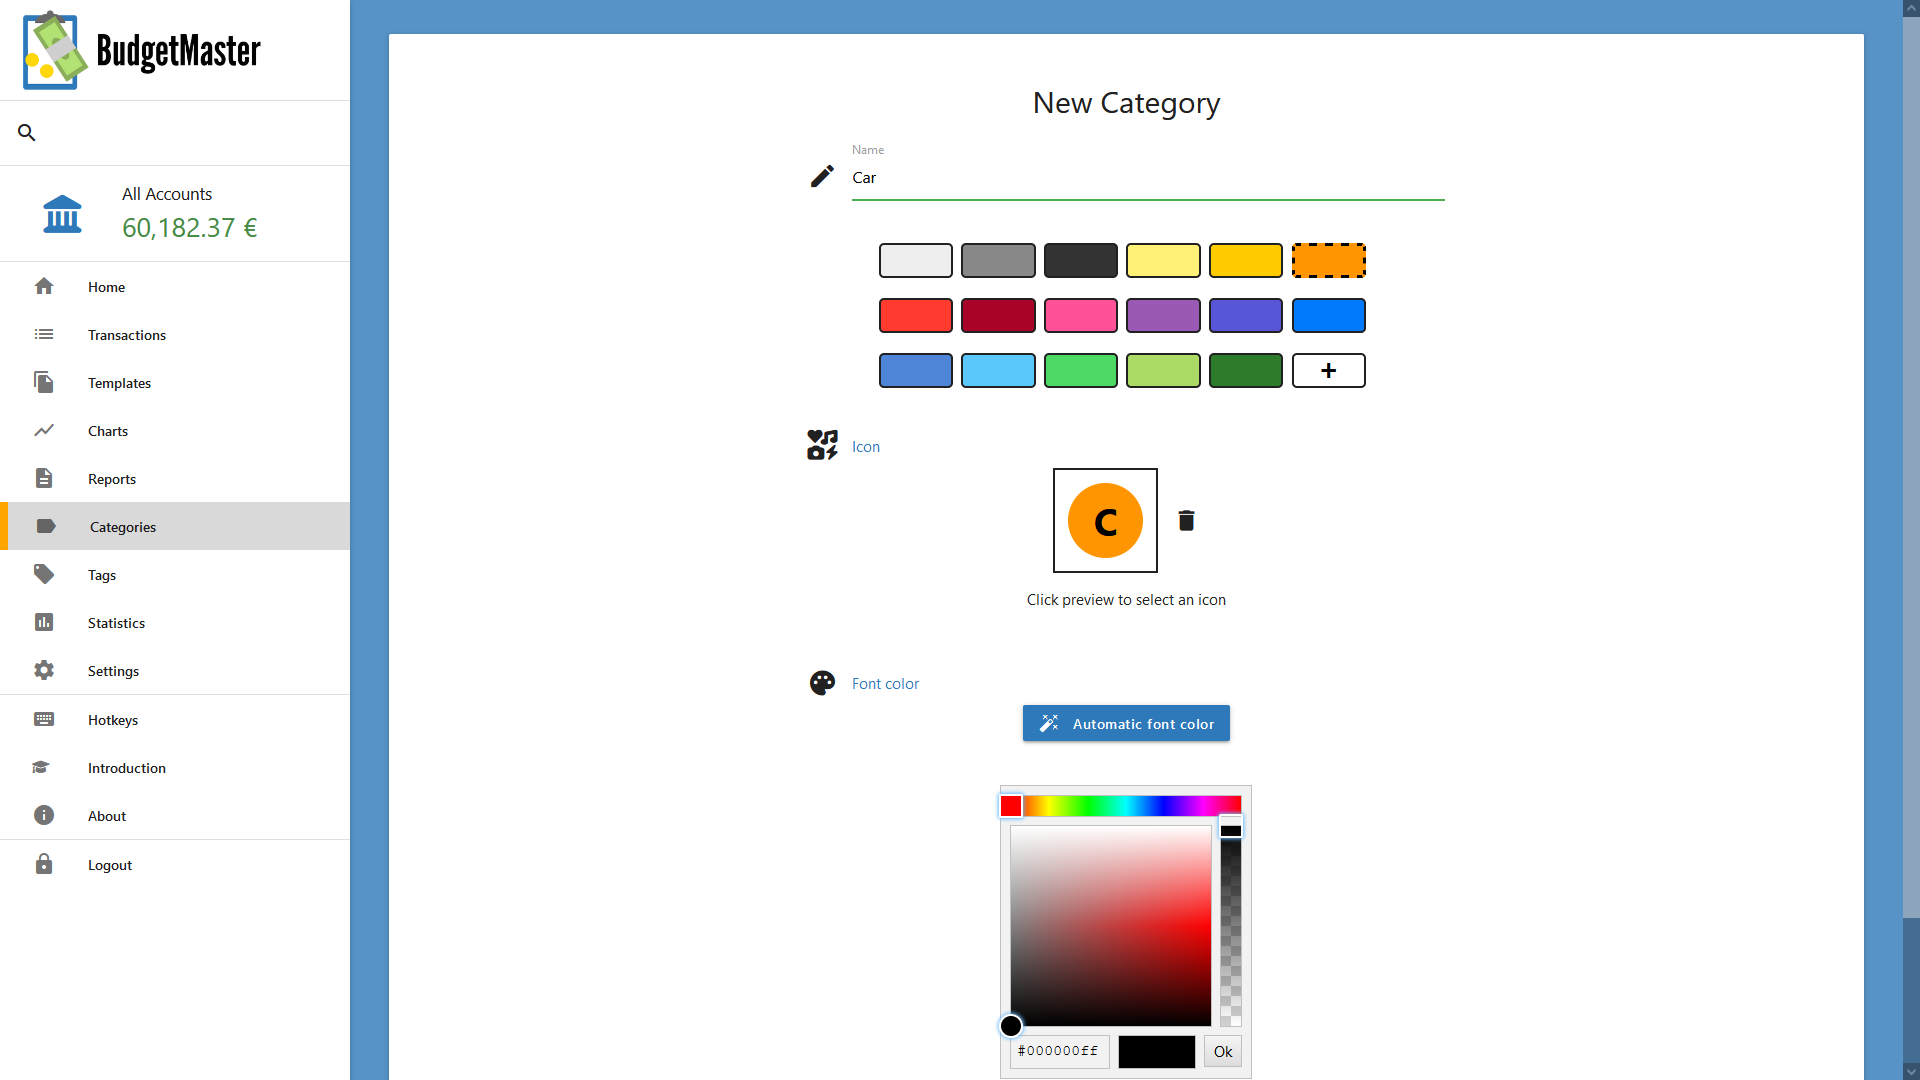 BudgetMaster
All Accounts
60,182.37 €
Home
Transactions
Templates
Charts
Reports
Categories
Tags
Statistics
Settings
Hotkeys
Introduction
About
Logout
New Category
Name
Car
+
Icon
C
Click preview to select an icon
Font color
Automatic font color
#000000ff
Ok